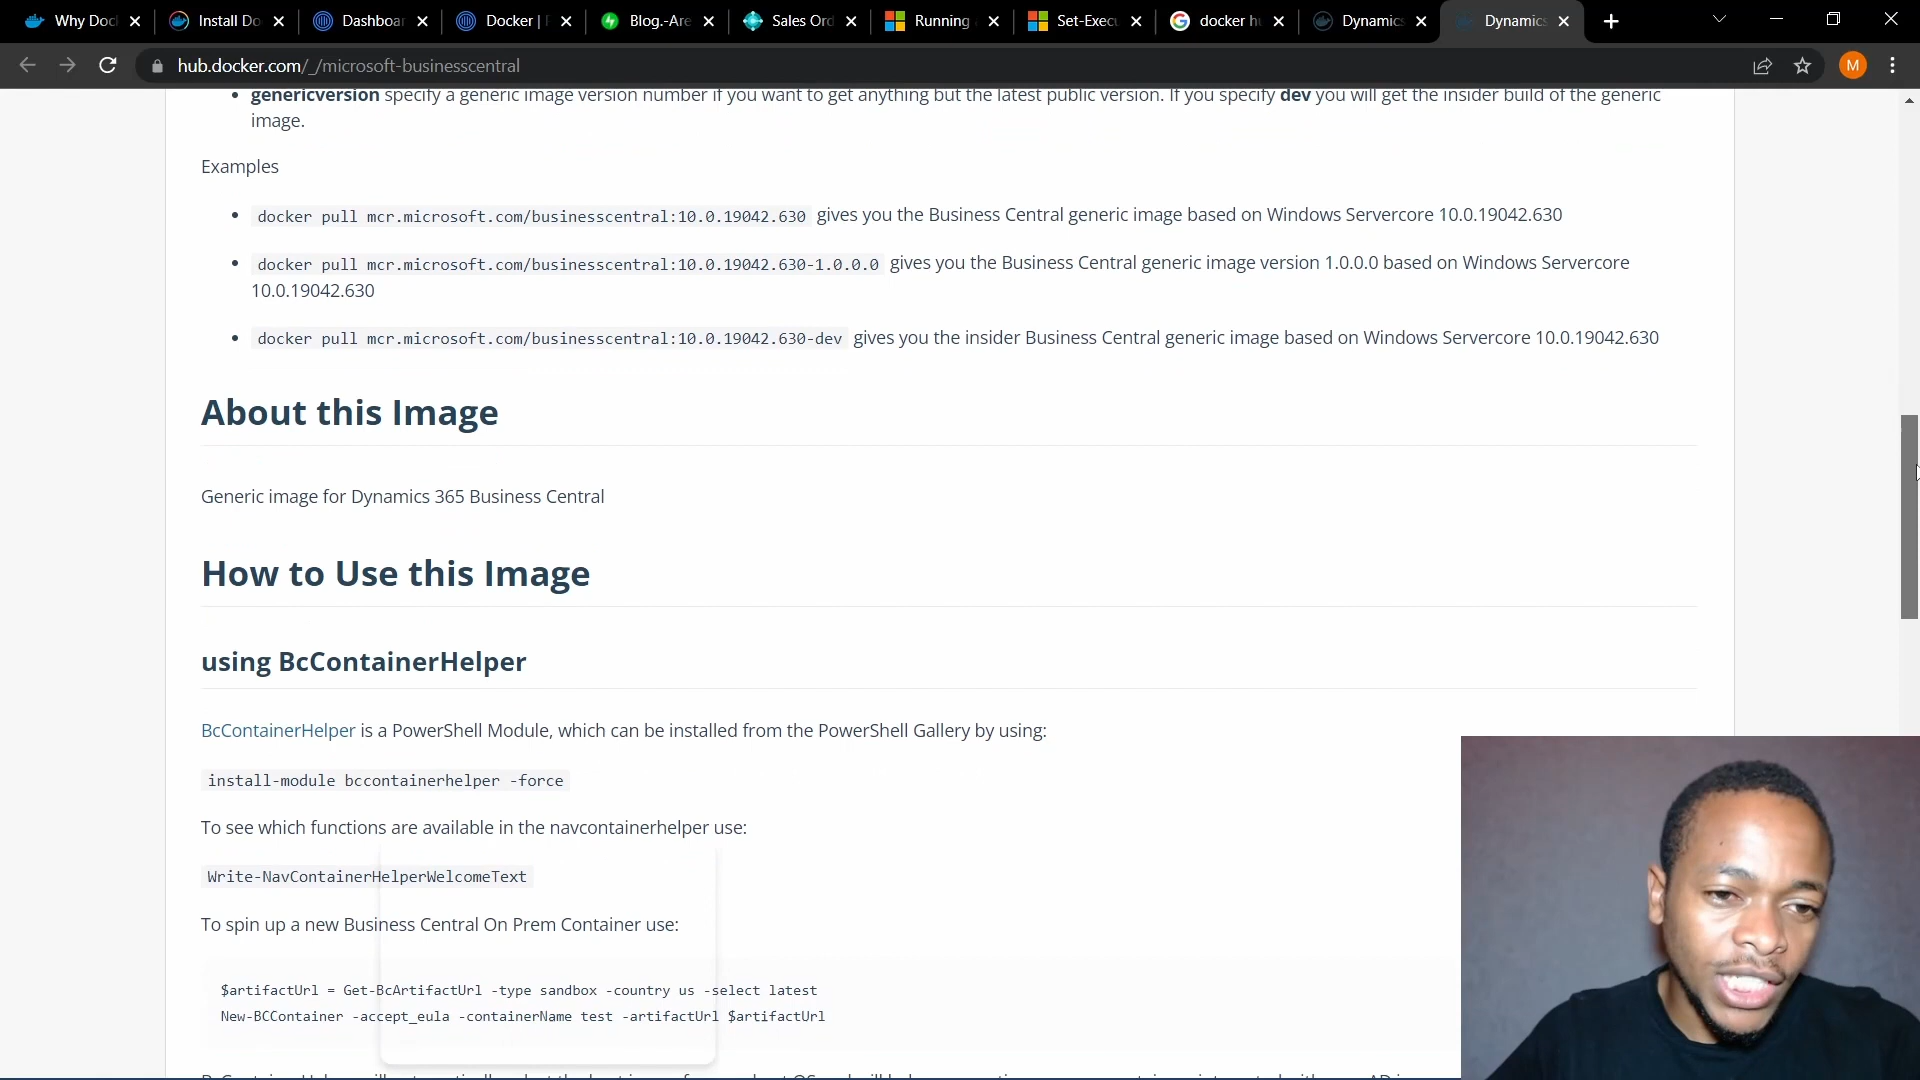 Why Doc
Install Do
Dashboar
Docker |
Blog.-Are
Sales Ord
Running
Set-Exec
docker h
Dynamics
Dynamics
hub.docker.com/_/microsoft-businesscentral
M
genericversion specify a generic image version number if you want to get anything but the latest public version. If you specify dev you will get the insider build of the generic
image.
Examples
docker pull mcr.microsoft.com/businesscentral:10.0.19042.630 gives you the Business Central generic image based on Windows Servercore 10.0.19042.630
docker pull mcr.microsoft.com/businesscentral:10.0.19042.630-1.0.0.0 gives you the Business Central generic image version 1.0.0.0 based on Windows Servercore
10.0.19042.630
docker pull mcr.microsoft.com/businesscentral:10.0.19042.630-dev gives you the insider Business Central generic image based on Windows Servercore 10.0.19042.630
About this Image
Generic image for Dynamics 365 Business Central
How to Use this Image
using BcContainerHelper
BcContainerHelper is a PowerShell Module, which can be installed from the PowerShell Gallery by using:
install-module bccontainerhelper -force
To see which functions are available in the navcontainerhelper use:
Write-NavContainerHelperWelcomeText
To spin up a new Business Central On Prem Container use:
$artifactUrl = Get-BcArtifactUrl -type sandbox -country us -select latest
New-BCContainer -accept_eula -containerName test -artifactUrl $artifactUrl